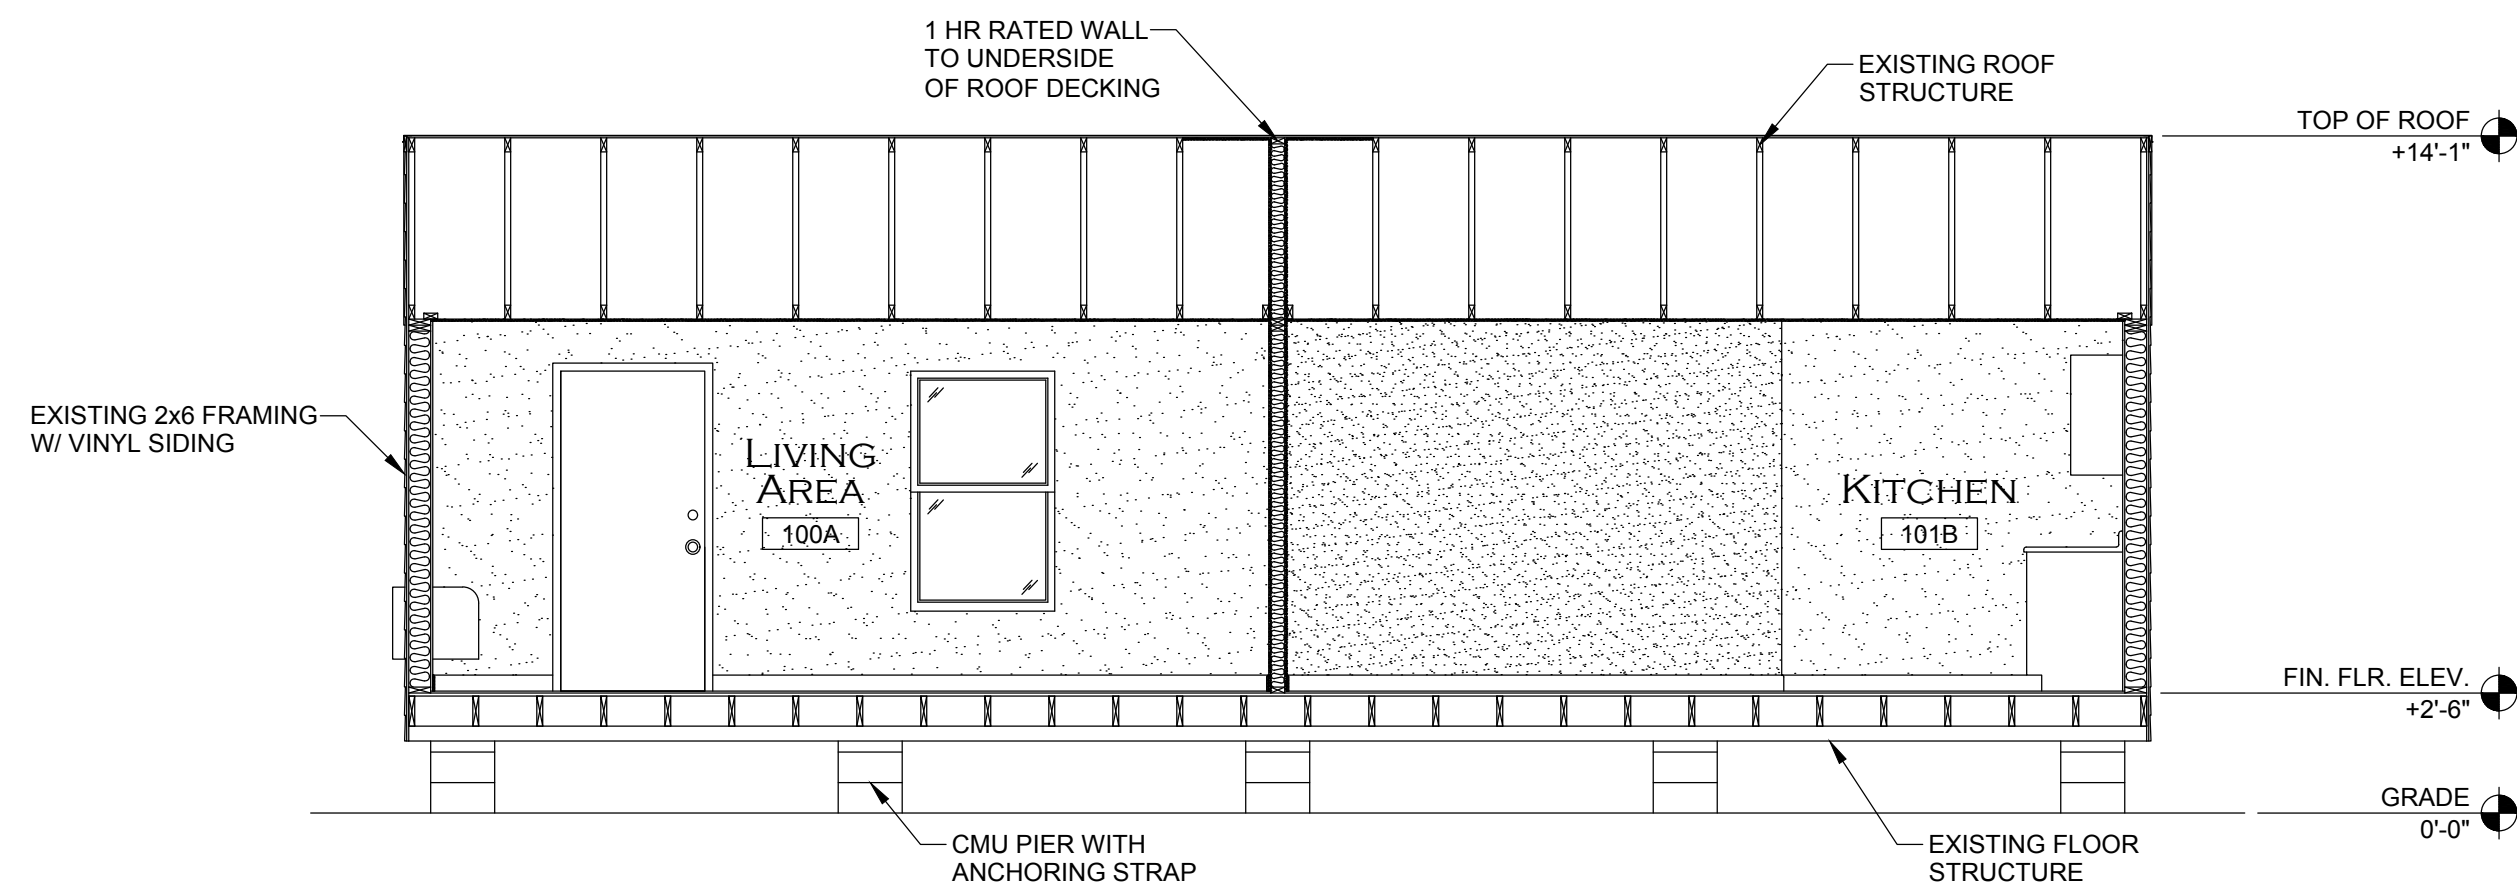 1 HR RATED WALL
TO UNDERSIDE
OF ROOF DECKING
EXISTING ROOF
STRUCTURE
TOP OF ROOF
+14'-1"
EXISTING 2x6 FRAMING
W/ VINYL SIDING
LIVING
AREA
100A
KITCHEN
101B
FIN. FLR. ELEV.
+2'-6"
GRADE
0'-0"
CMU PIER WITH
ANCHORING STRAP
EXISTING FLOOR
STRUCTURE